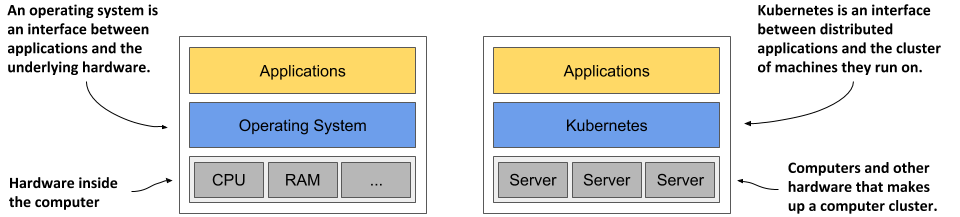 An operating system is
an interface between
applications and the
underlying hardware.
Applications
Operating System
CPU RAM ...
Hardware inside
the computer
Kubernetes is an interface
between distributed
applications and the cluster
of machines they run on.
Applications
Kubernetes
Server Server Server
Computers and other
hardware that makes
up a computer cluster.